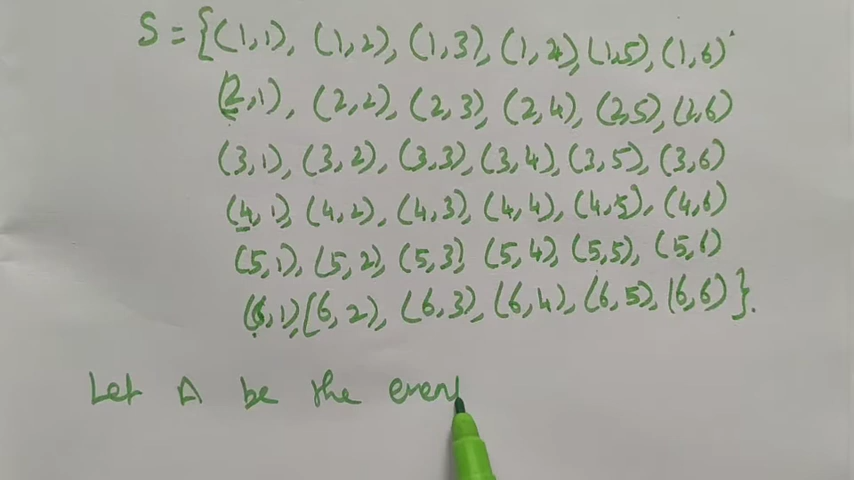 S = {(1,1), (1,2), (1,3), (1,4), (1,5), (1,6)
(2,1), (2,2), (2,3), (2,4), (2,5), (2,6)
(3,1), (3,2), (3,3), (3,4), (3,5), (3,6)
(4,1), (4,2), (4,3), (4,4), (4,5), (4,6)
(5,1), (5,2), (5,3), (5,4), (5,5), (5,6)
(6,1), (6,2), (6,3), (6,4), (6,5), (6,6)}.
Let A be the event